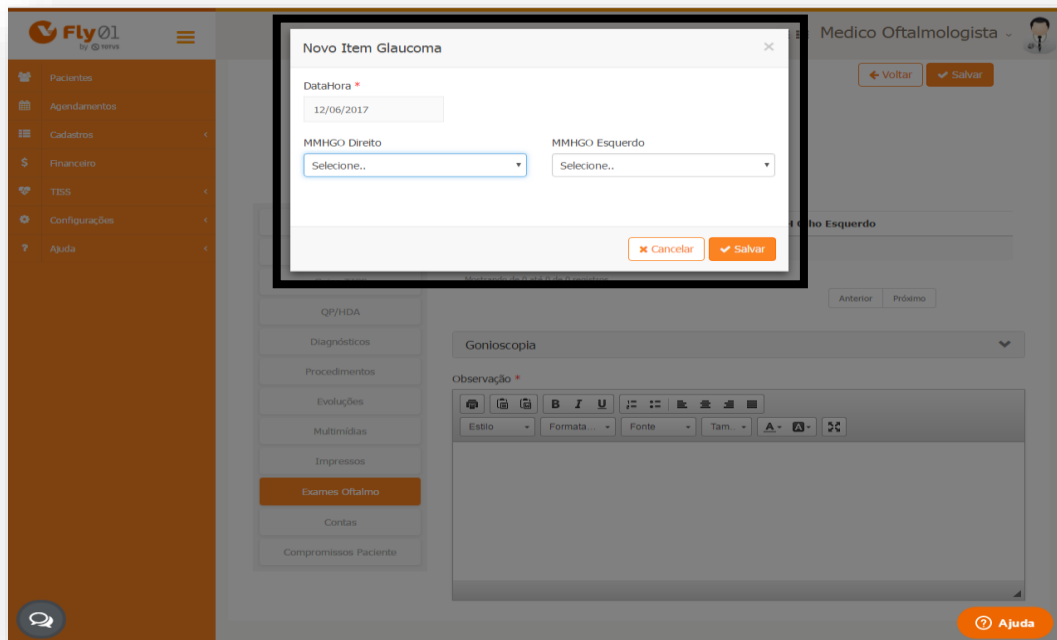 Fly01
by nerva
Medico Oftalmologista
Voltar
Salvar
Pacientes
Agendamentos
Cadastros
Financeiro
TISS
Configurações
Ajuda
Novo Item Glaucoma
DataHora *
12/06/2017
MMHGO Direito
MMHGO Esquerdo
Selecione..
Selecione..
Cancelar
Salvar
Olho Esquerdo
Anterior
Próximo
QP/HDA
Diagnósticos
Procedimentos
Evoluções
Multimídias
Impressos
Exames Oftalmo
Contas
Compromissos Paciente
Gonioscopia
Observação *
B I U
Estilo
Formata...
Fonte
Tam...
A
A
Ajuda